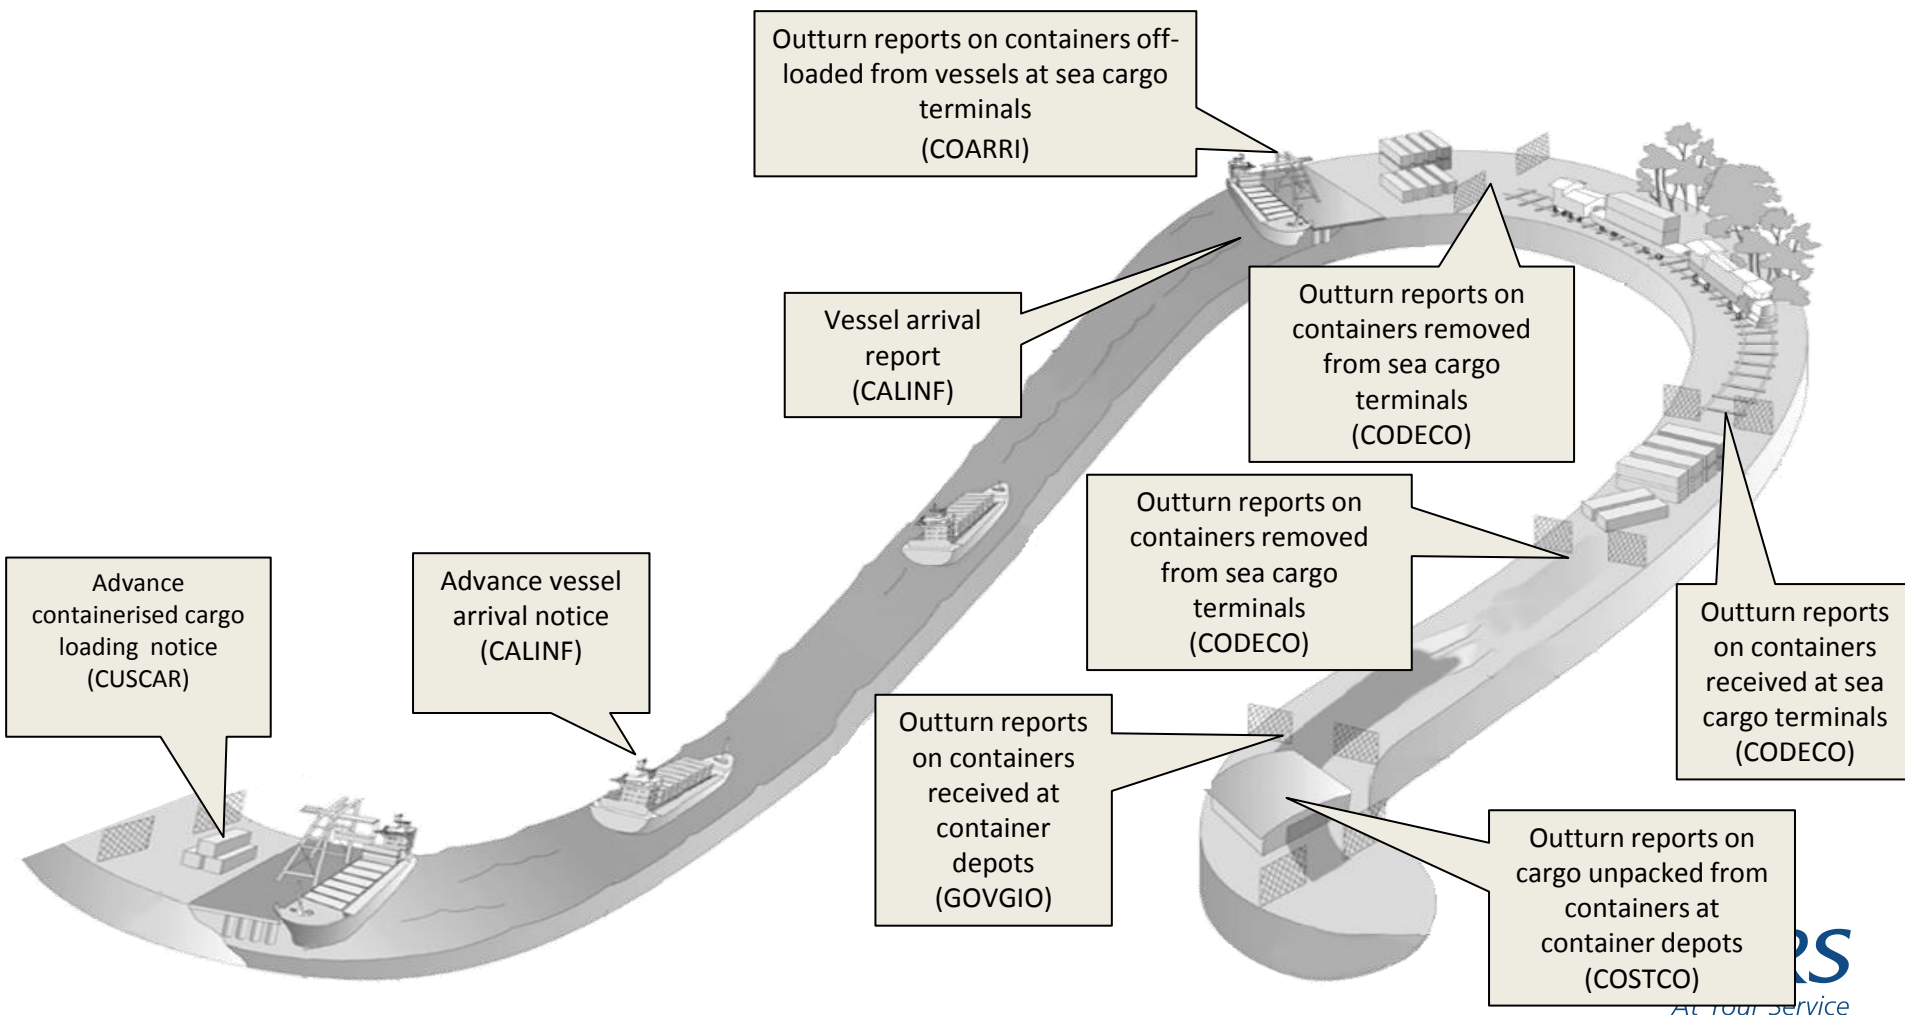 Outturn reports on containers off-
loaded from vessels at sea cargo
terminals
(COARRI)
Vessel arrival
report
(CALINF)
Outturn reports on
containers removed
from sea cargo
terminals
(CODECO)
Outturn reports on
containers removed
from sea cargo
terminals
(CODECO)
Advance
containerised cargo
loading notice
(CUSCAR)
Advance vessel
arrival notice
(CALINF)
Outturn reports
on containers
received at sea
cargo terminals
(CODECO)
Outturn reports
on containers
received at
container
depots
(GOVGIO)
Outturn reports on
cargo unpacked from
containers at
container depots
(COSTCO)
RS
At Your Service